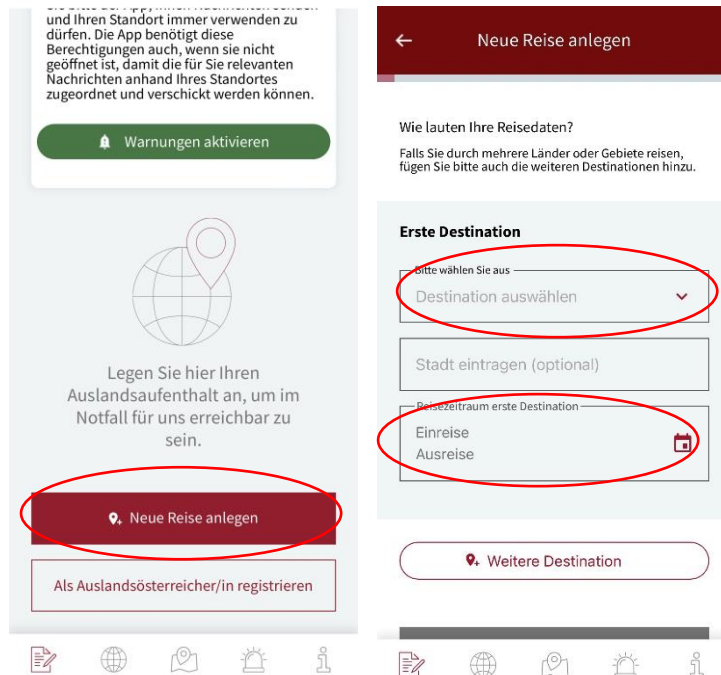 und Ihren Standort immer verwenden zu
dürfen. Die App benötigt diese
Berechtigungen auch, wenn sie nicht
geöffnet ist, damit die für Sie relevanten
Nachrichten anhand Ihres Standortes
zugeordnet und verschickt werden können.
Warnungen aktivieren
Legen Sie hier Ihren
Auslandsaufenthalt an, um im
Notfall für uns erreichbar zu
sein.
Neue Reise anlegen
Als Auslandsösterreicher/in registrieren
Neue Reise anlegen
Wie lauten Ihre Reisedaten?
Falls Sie durch mehrere Länder oder Gebiete reisen,
fügen Sie bitte auch die weiteren Destinationen hinzu.
Erste Destination
Bitte wählen Sie aus
Destination auswählen
Stadt eintragen (optional)
Reisezeitraum erste Destination
Einreise
Ausreise
Weitere Destination